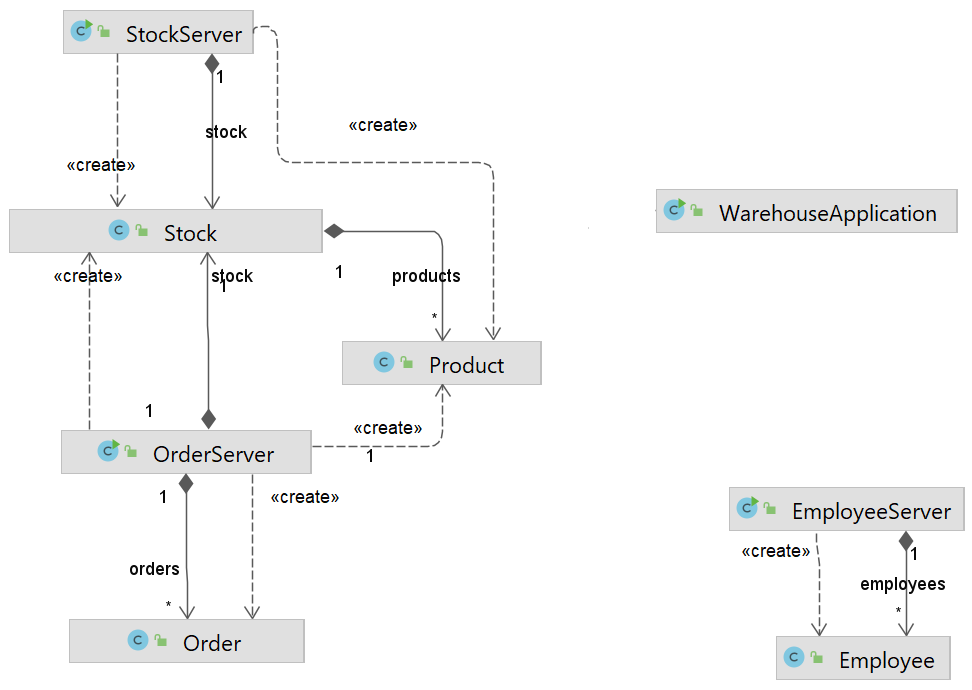 StockServer
1
«create»
stock
«create»
WarehouseApplication
Stock
«create»
stock
1
1
products
*
Product
1
«create»
1
OrderServer
1
«create»
EmployeeServer
«create»
1
orders
employees
*
*
Order
Employee